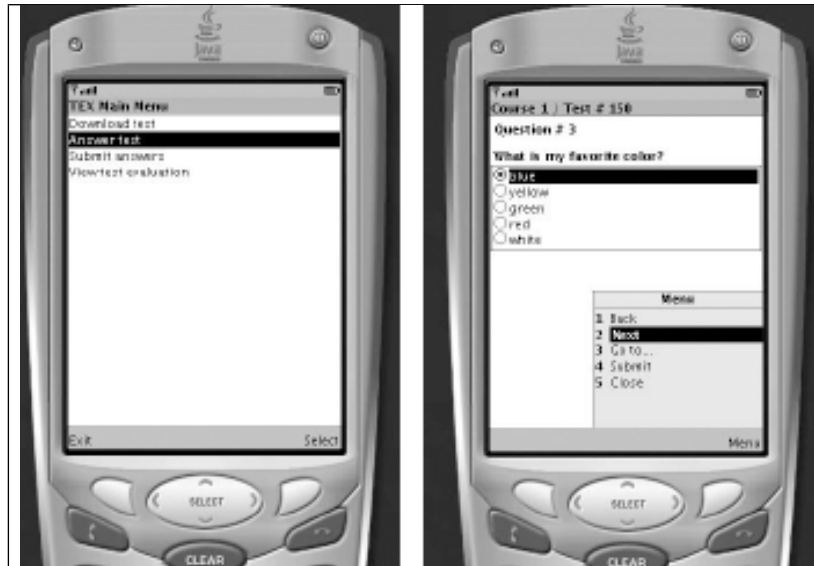 Java
TEX Main Menu
Download test
Answer test
Submit answers
View test evaluation
Exit Select
SELECT
CLEAR
Java
Course 1 / Test # 150
Question # 3
What is my favorite color?
blue
yellow
green
red
white
Menu
1 Back
2 Next
3 Go to...
4 Submit
5 Close
Menu
SELECT
CLEAR